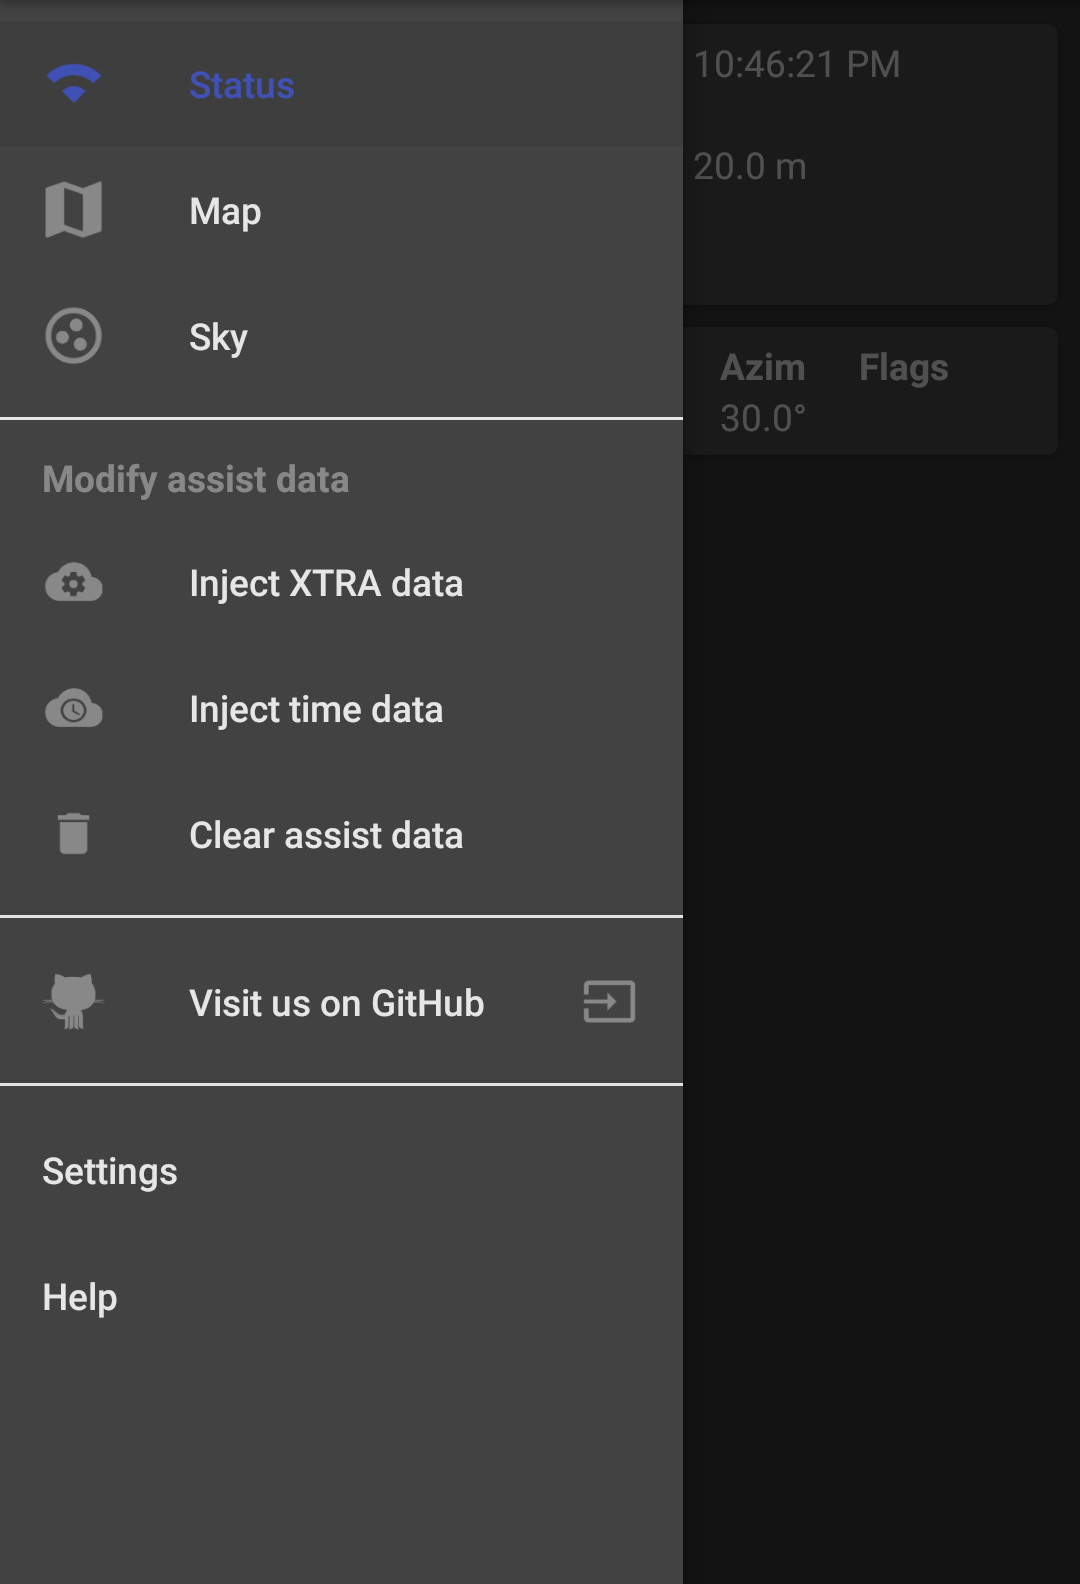 Status
Map
Sky
Modify assist data
Inject XTRA data
Inject time data
Clear assist data
Visit us on GitHub
Settings
Help
10:46:21 PM
20.0 m
Azim Flags
30.0°